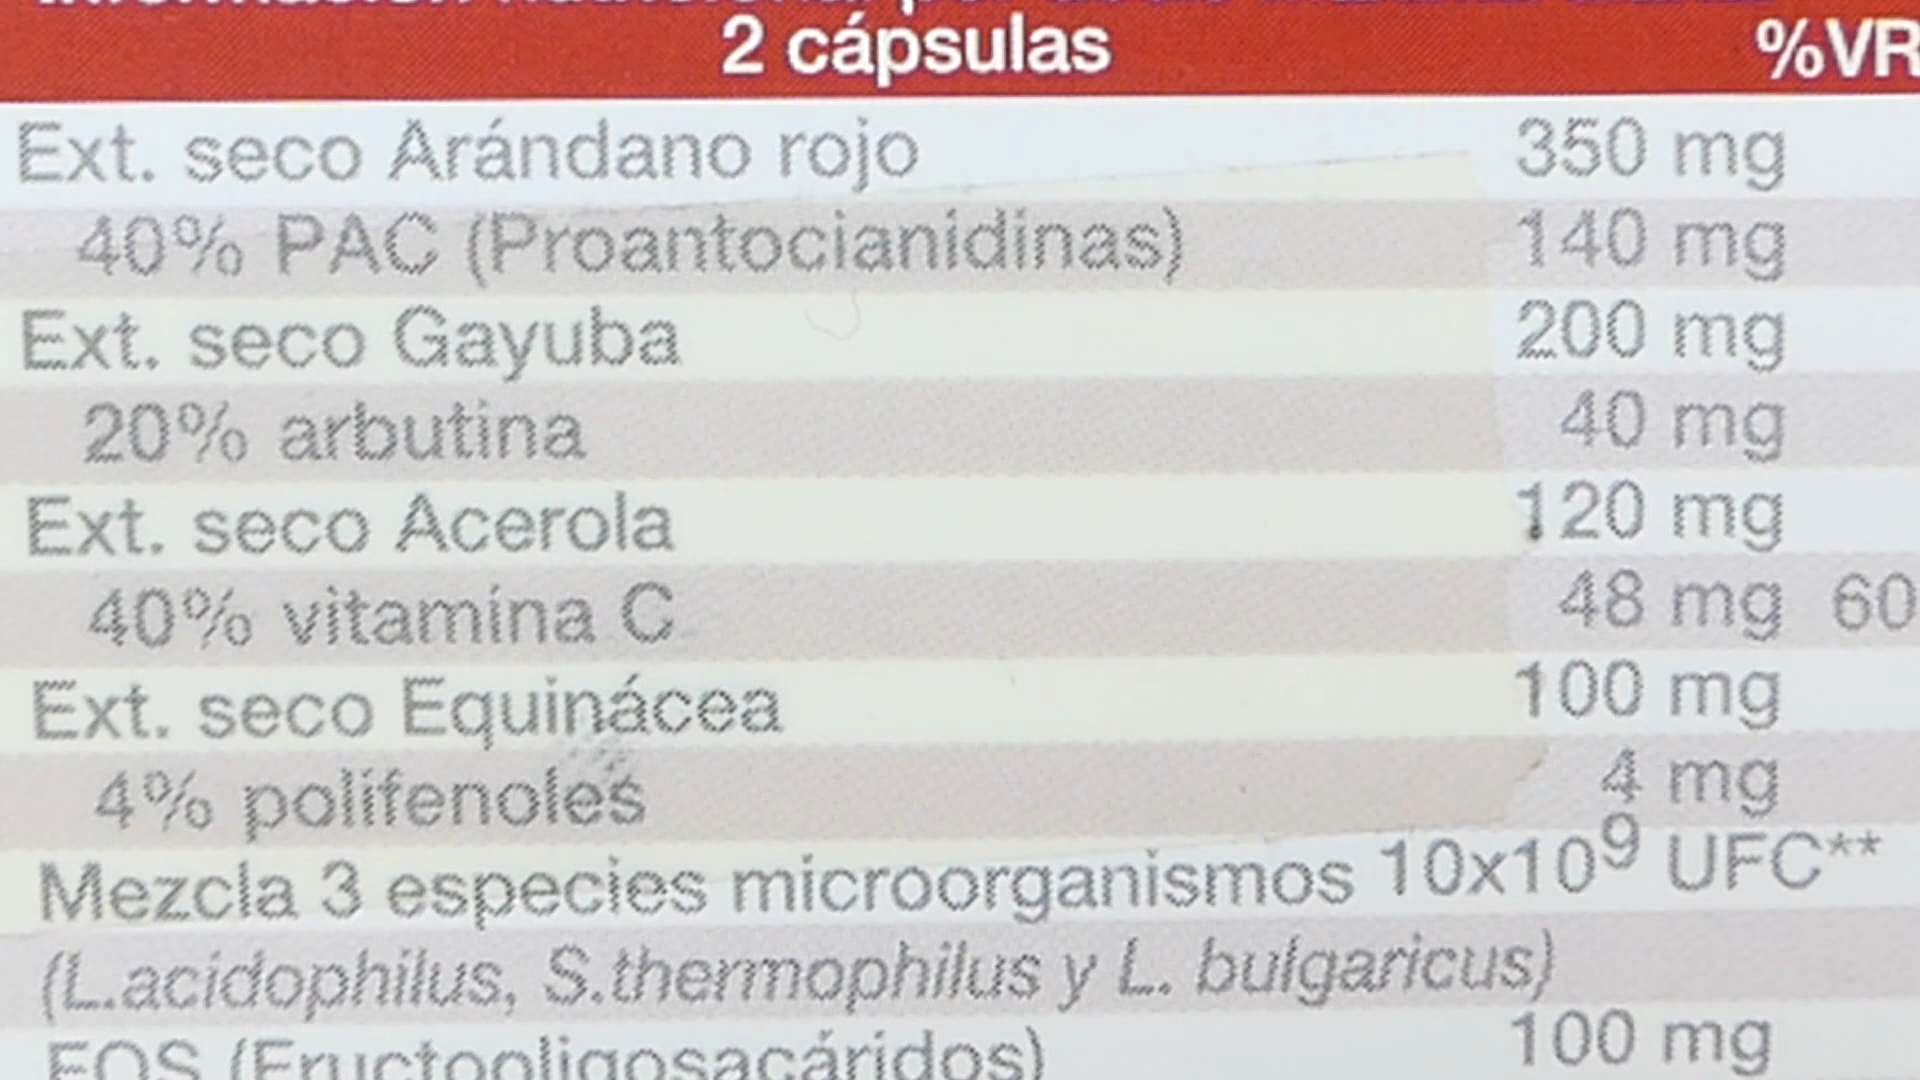 2 cápsulas %VR
Ext. seco Arándano rojo 350 mg
40% PAC (Proantocianidinas) 140 mg
Ext. seco Gayuba 200 mg
20% arbutina 40 mg
Ext. seco Acerola 120 mg
40% vitamina C 48 mg 60
Ext. seco Equinácea 100 mg
4% polifenoles 4 mg
Mezcla 3 especies microorganismos 10x10⁹ UFC**
(L.acidophilus, S.thermophilus y L. bulgaricus)
FOS (Fructooligosacáridos) 100 mg